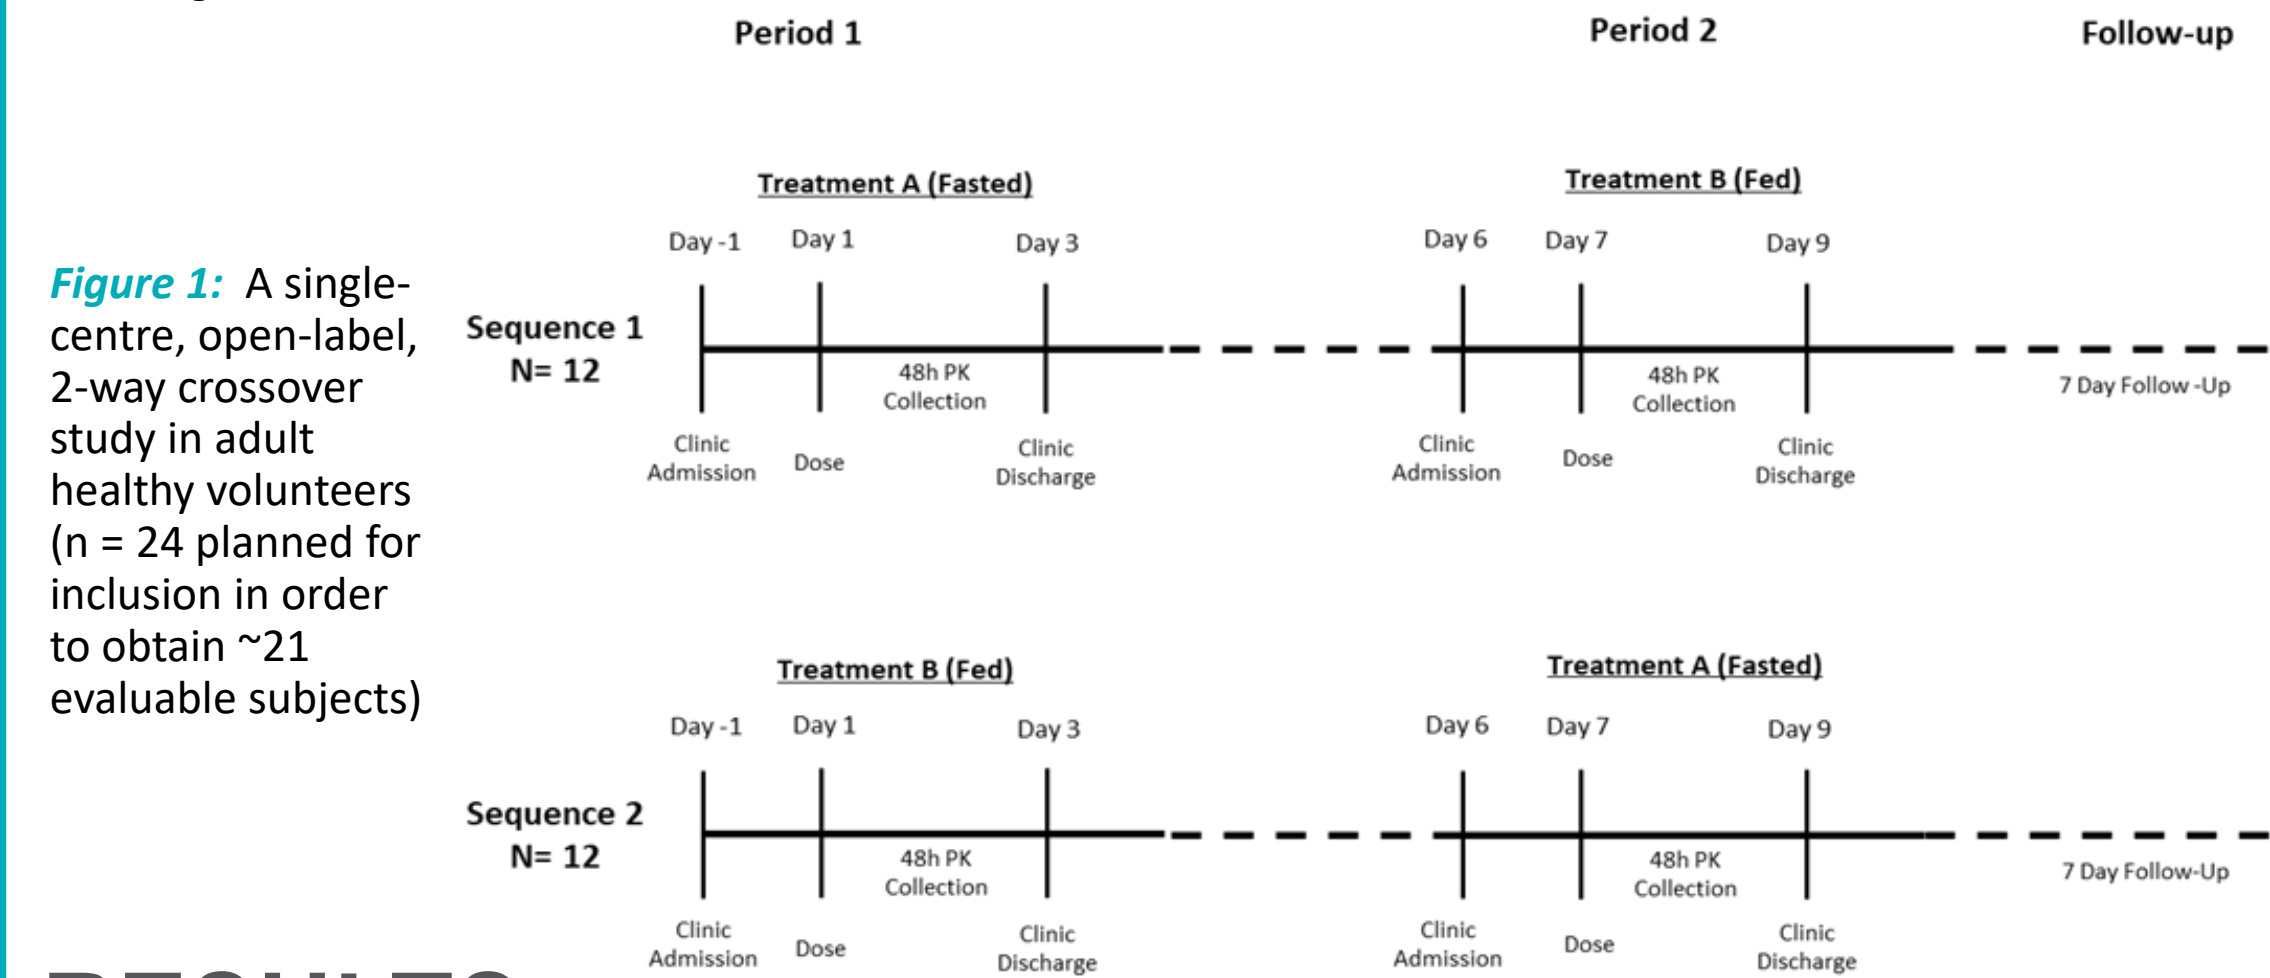 Period 1
Period 2
Follow-up
Treatment A (Fasted)
Treatment B (Fed)
Day -1
Day 1
Day 3
Day 6
Day 7
Day 9
Figure 1: A single-
centre, open-label,
2-way crossover
study in adult
healthy volunteers
(n = 24 planned for
inclusion in order
to obtain ~21
evaluable subjects)
Sequence 1
N= 12
48h PK
Collection
48h PK
Collection
7 Day Follow -Up
Clinic
Admission
Dose
Clinic
Discharge
Clinic
Admission
Dose
Clinic
Discharge
Treatment B (Fed)
Treatment A (Fasted)
Day -1
Day 1
Day 3
Day 6
Day 7
Day 9
Sequence 2
N= 12
48h PK
Collection
48h PK
Collection
7 Day Follow-Up
Clinic
Admission
Dose
Clinic
Discharge
Clinic
Admission
Dose
Clinic
Discharge
RESULTS